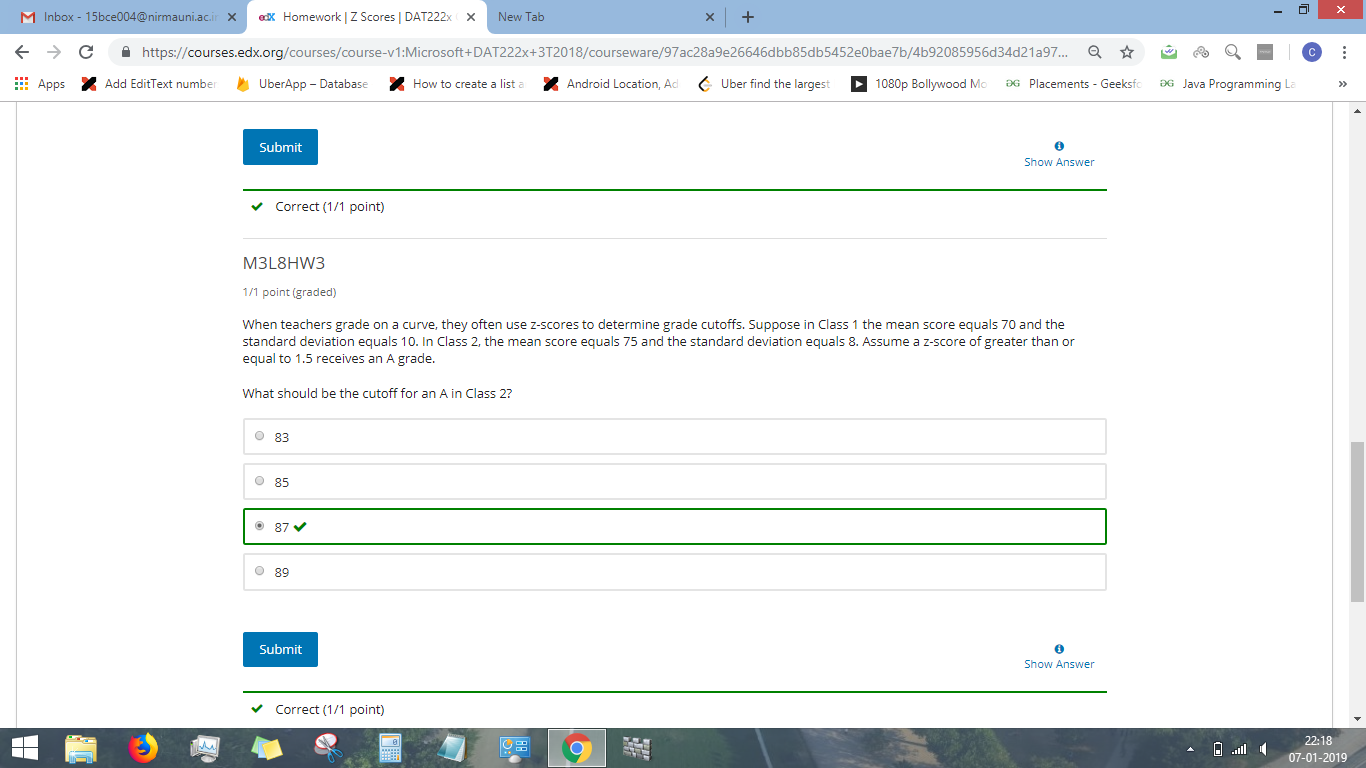 Inbox - 15bce004@nirmauni.ac.in
edX Homework | Z Scores | DAT222x
New Tab
https://courses.edx.org/courses/course-v1:Microsoft+DAT222x+3T2018/courseware/97ac28a9e26646dbb85db5452e0bae7b/4b92085956d34d21a97...
C
Apps
Add EditText number
UberApp – Database
How to create a list a
Android Location, Ad
Uber find the largest
1080p Bollywood Mo
Placements - Geeksfo
Java Programming La
»
Submit
Show Answer
Correct (1/1 point)
M3L8HW3
1/1 point (graded)
When teachers grade on a curve, they often use z-scores to determine grade cutoffs. Suppose in Class 1 the mean score equals 70 and the
standard deviation equals 10. In Class 2, the mean score equals 75 and the standard deviation equals 8. Assume a z-score of greater than or
equal to 1.5 receives an A grade.
What should be the cutoff for an A in Class 2?
83
85
87
89
Submit
Show Answer
Correct (1/1 point)
22:18
07-01-2019